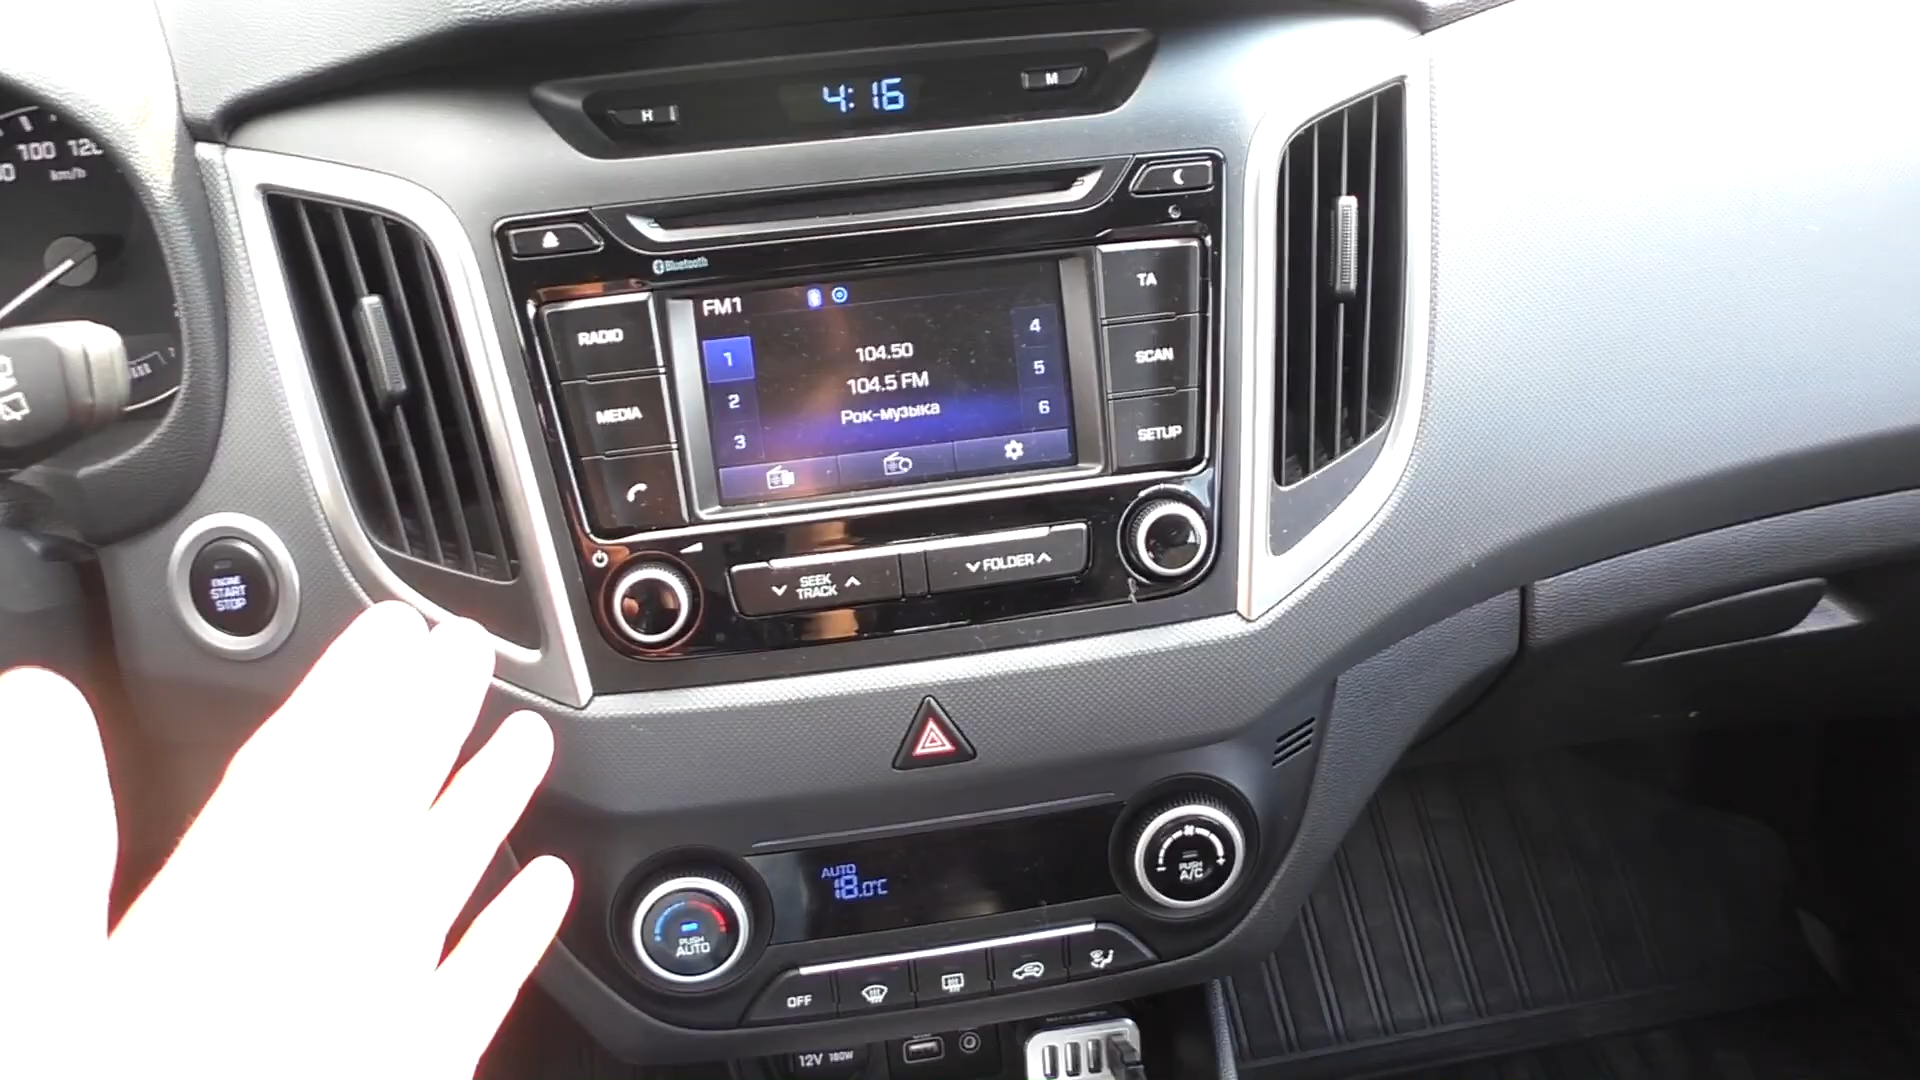 4:16
H
M
100 120
km/h
Bluetooth
RADIO
MEDIA
FM1
1
2
3
104.50
104.5 FM
Рок-музыка
4
5
6
TA
SCAN
SETUP
SEEK
TRACK
FOLDER
ENGINE
START
STOP
AUTO
18.0°C
PUSH
AUTO
PUSH
A/C
OFF
12V 180W